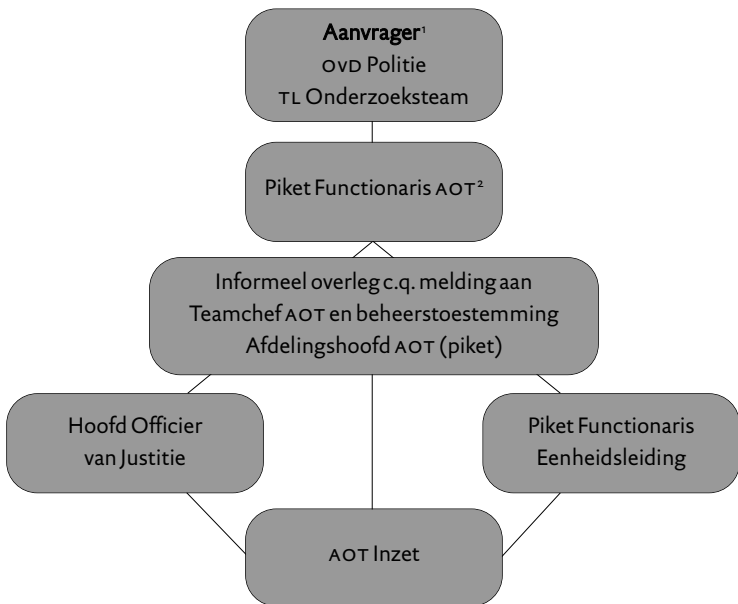 Aanvrager¹
OVD Politie
TL Onderzoeksteam
Piket Functionaris AOT²
Informeel overleg c.q. melding aan
Teamchef AOT en beheerstoestemming
Afdelingshoofd AOT (piket)
Hoofd Officier
van Justitie
Piket Functionaris
Eenheidsleiding
AOT Inzet